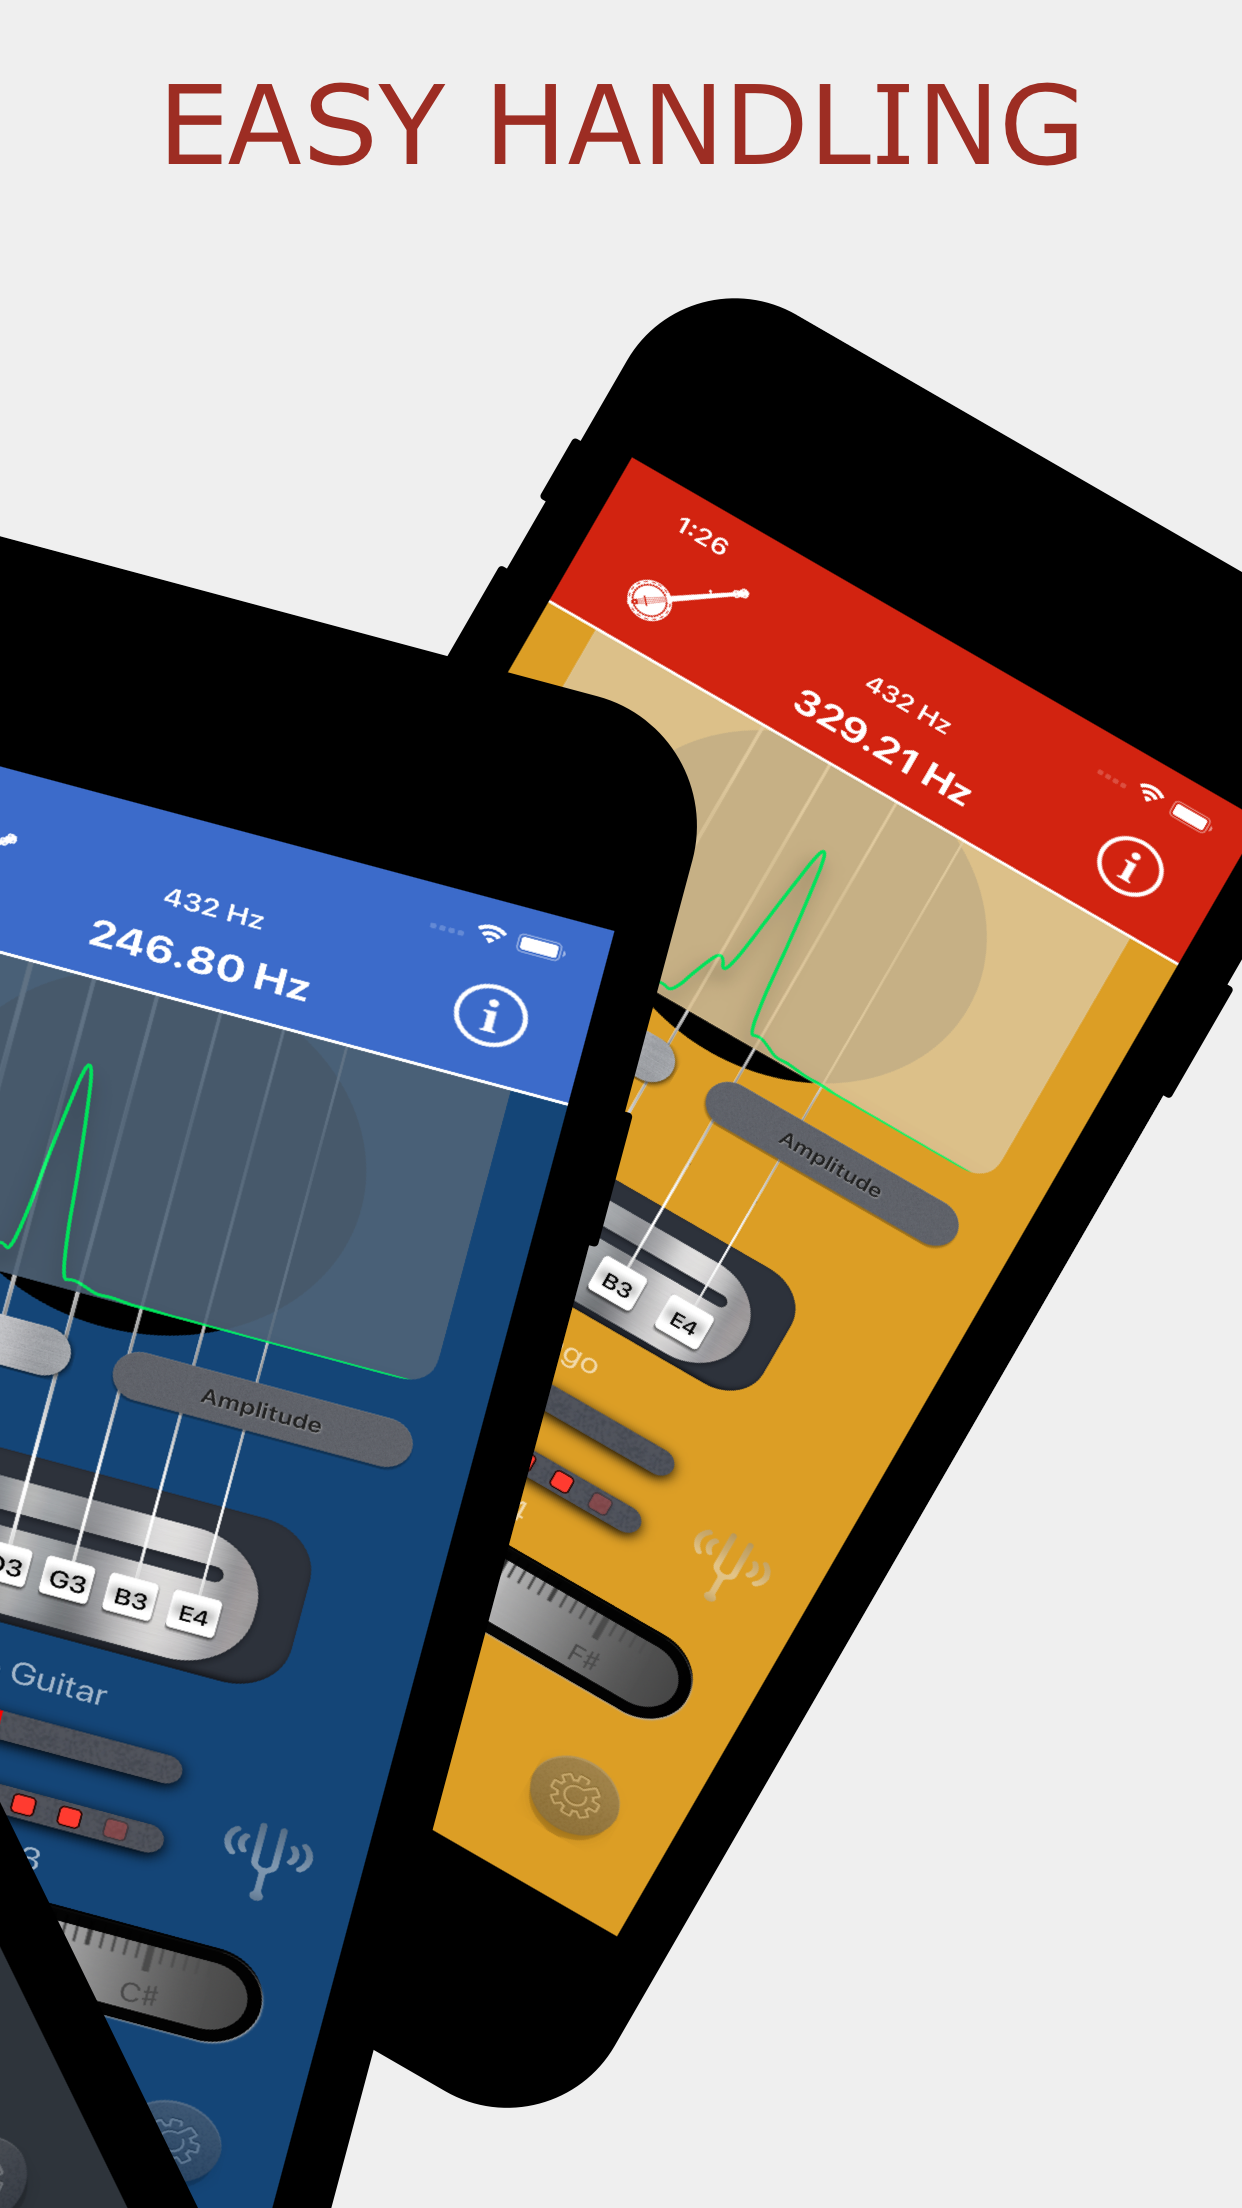 EASY HANDLING
1:26
432 Hz
329.21 Hz
i
Amplitude
B3
E4
go
F#
432 Hz
246.80 Hz
i
Amplitude
D3
G3
B3
E4
Guitar
3
C#